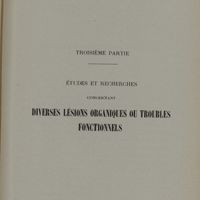 TROISIÈME PARTIE
ÉTUDES ET RECHERCHES
CONCERNANT
DIVERSES LÉSIONS ORGANIQUES OU TROUBLES
FONCTIONNELS